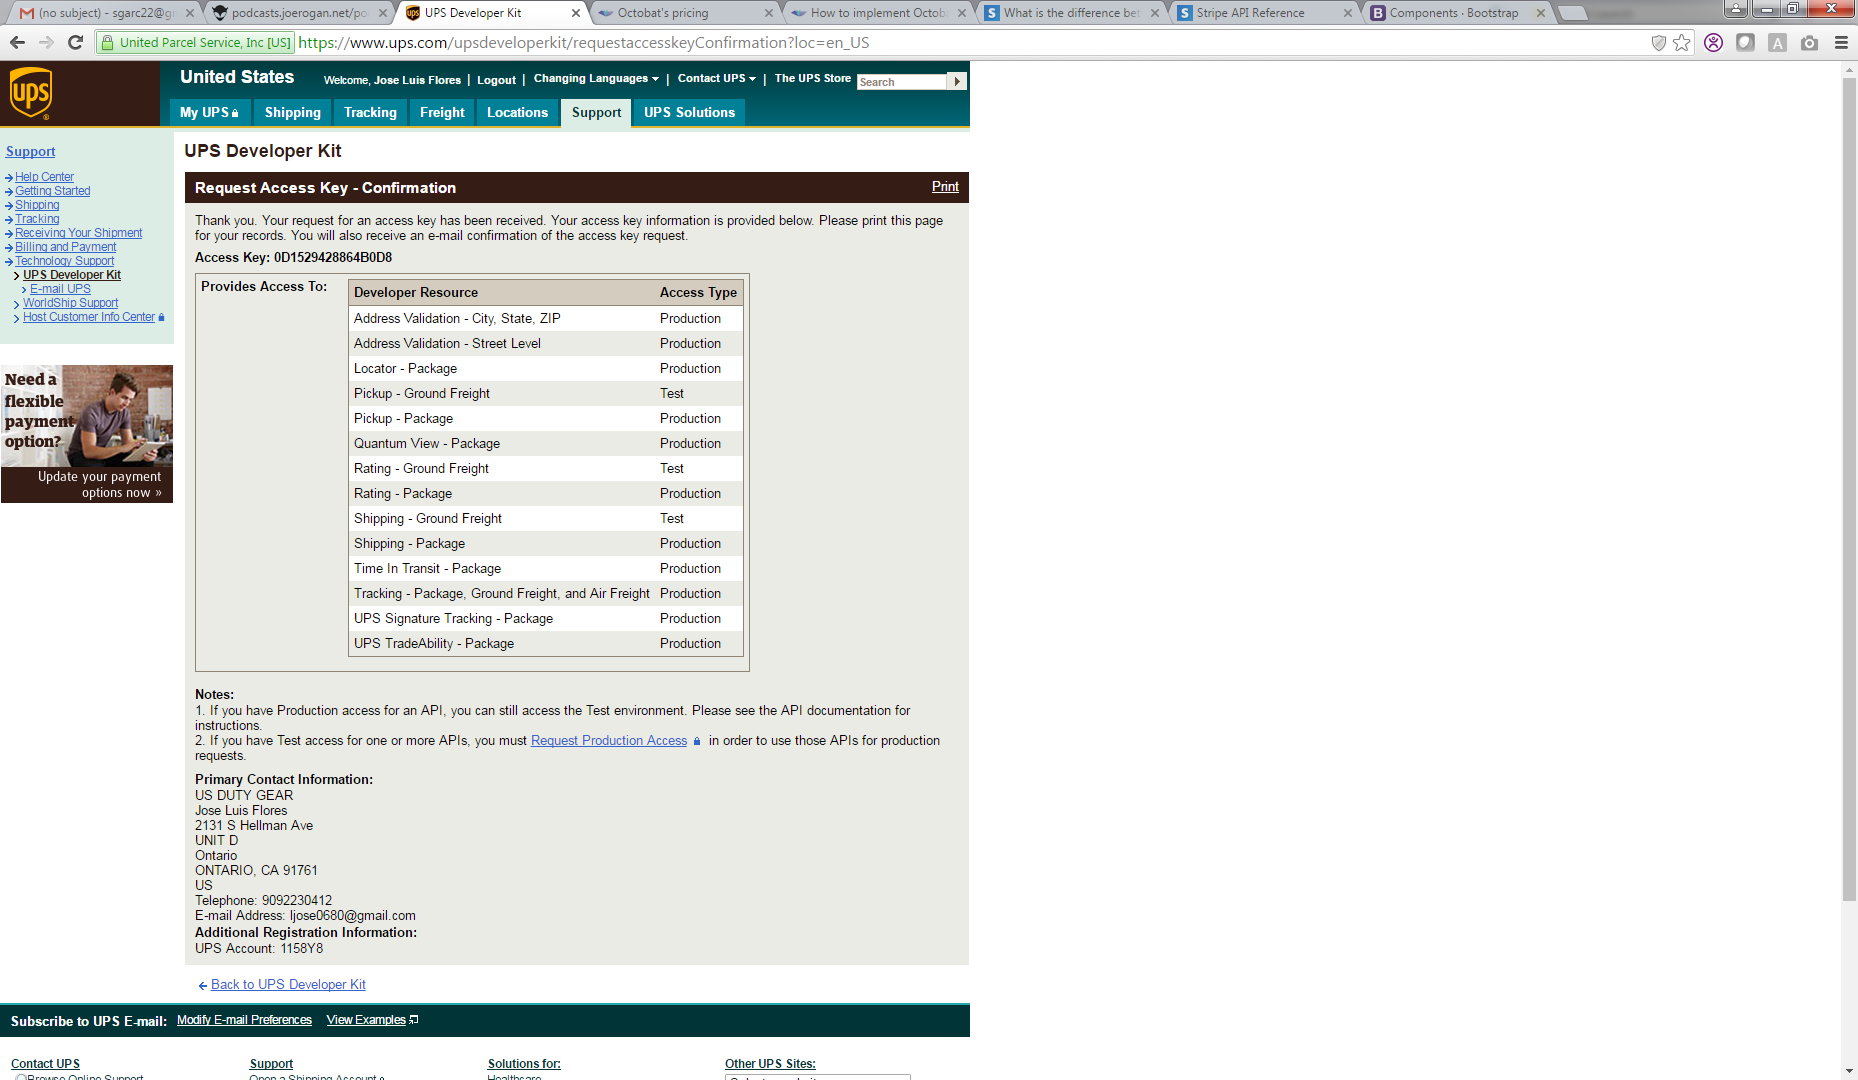 (no subject) - sgarc22@g
podcasts.joerogan.net/po
UPS Developer Kit
Octobat's pricing
How to implement Octob
What is the difference be
Stripe API Reference
Components · Bootstrap
United Parcel Service, Inc [US]
https://www.ups.com/upsdeveloperkit/requestaccesskeyConfirmation?loc=en_US
ups
United States
Welcome, Jose Luis Flores | Logout | Changing Languages | Contact UPS | The UPS Store
Search
My UPS
Shipping
Tracking
Freight
Locations
Support
UPS Solutions
Support
Help Center
Getting Started
Shipping
Tracking
Receiving Your Shipment
Billing and Payment
Technology Support
UPS Developer Kit
E-mail UPS
WorldShip Support
Host Customer Info Center
Need a
flexible
payment
option?
Update your payment
options now »
UPS Developer Kit
Request Access Key - Confirmation
Print
Thank you. Your request for an access key has been received. Your access key information is provided below. Please print this page
for your records. You will also receive an e-mail confirmation of the access key request.
Access Key: 0D1529428864B0D8
Provides Access To:
Developer Resource Access Type
Address Validation - City, State, ZIP Production
Address Validation - Street Level Production
Locator - Package Production
Pickup - Ground Freight Test
Pickup - Package Production
Quantum View - Package Production
Rating - Ground Freight Test
Rating - Package Production
Shipping - Ground Freight Test
Shipping - Package Production
Time In Transit - Package Production
Tracking - Package, Ground Freight, and Air Freight Production
UPS Signature Tracking - Package Production
UPS TradeAbility - Package Production
Notes:
1. If you have Production access for an API, you can still access the Test environment. Please see the API documentation for
instructions.
2. If you have Test access for one or more APIs, you must Request Production Access in order to use those APIs for production
requests.
Primary Contact Information:
US DUTY GEAR
Jose Luis Flores
2131 S Hellman Ave
UNIT D
Ontario
ONTARIO, CA 91761
US
Telephone: 9092230412
E-mail Address: ljose0680@gmail.com
Additional Registration Information:
UPS Account: 1158Y8
Back to UPS Developer Kit
Subscribe to UPS E-mail: Modify E-mail Preferences View Examples
Contact UPS
Support
Solutions for:
Other UPS Sites:
Browse Online Support
Open a Shipping Account
Healthcare